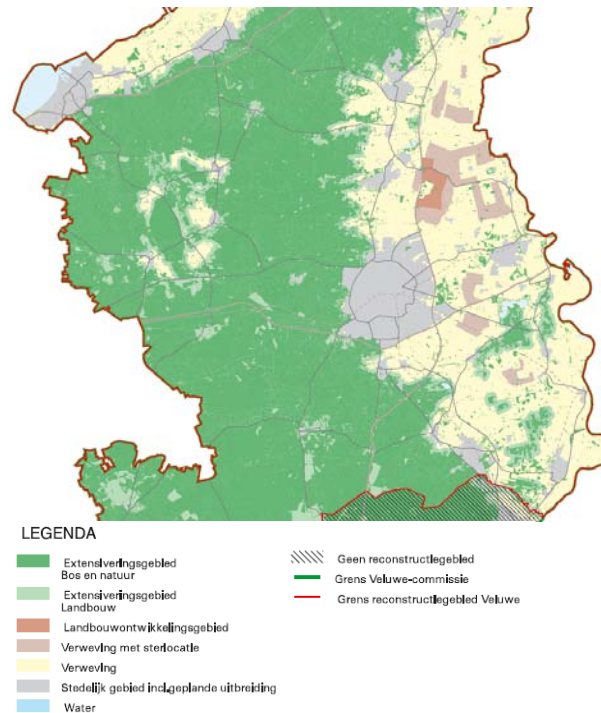 LEGENDA
Extensiveringsgebied
Bos en natuur
Extensiveringsgebied
Landbouw
Landbouwontwikkelingsgebied
Verweving met sterlocatie
Verweving
Stedelijk gebied incl.geplande uitbreiding
Water
Geen reconstructiegebied
Grens Veluwe-commissie
Grens reconstructiegebied Veluwe